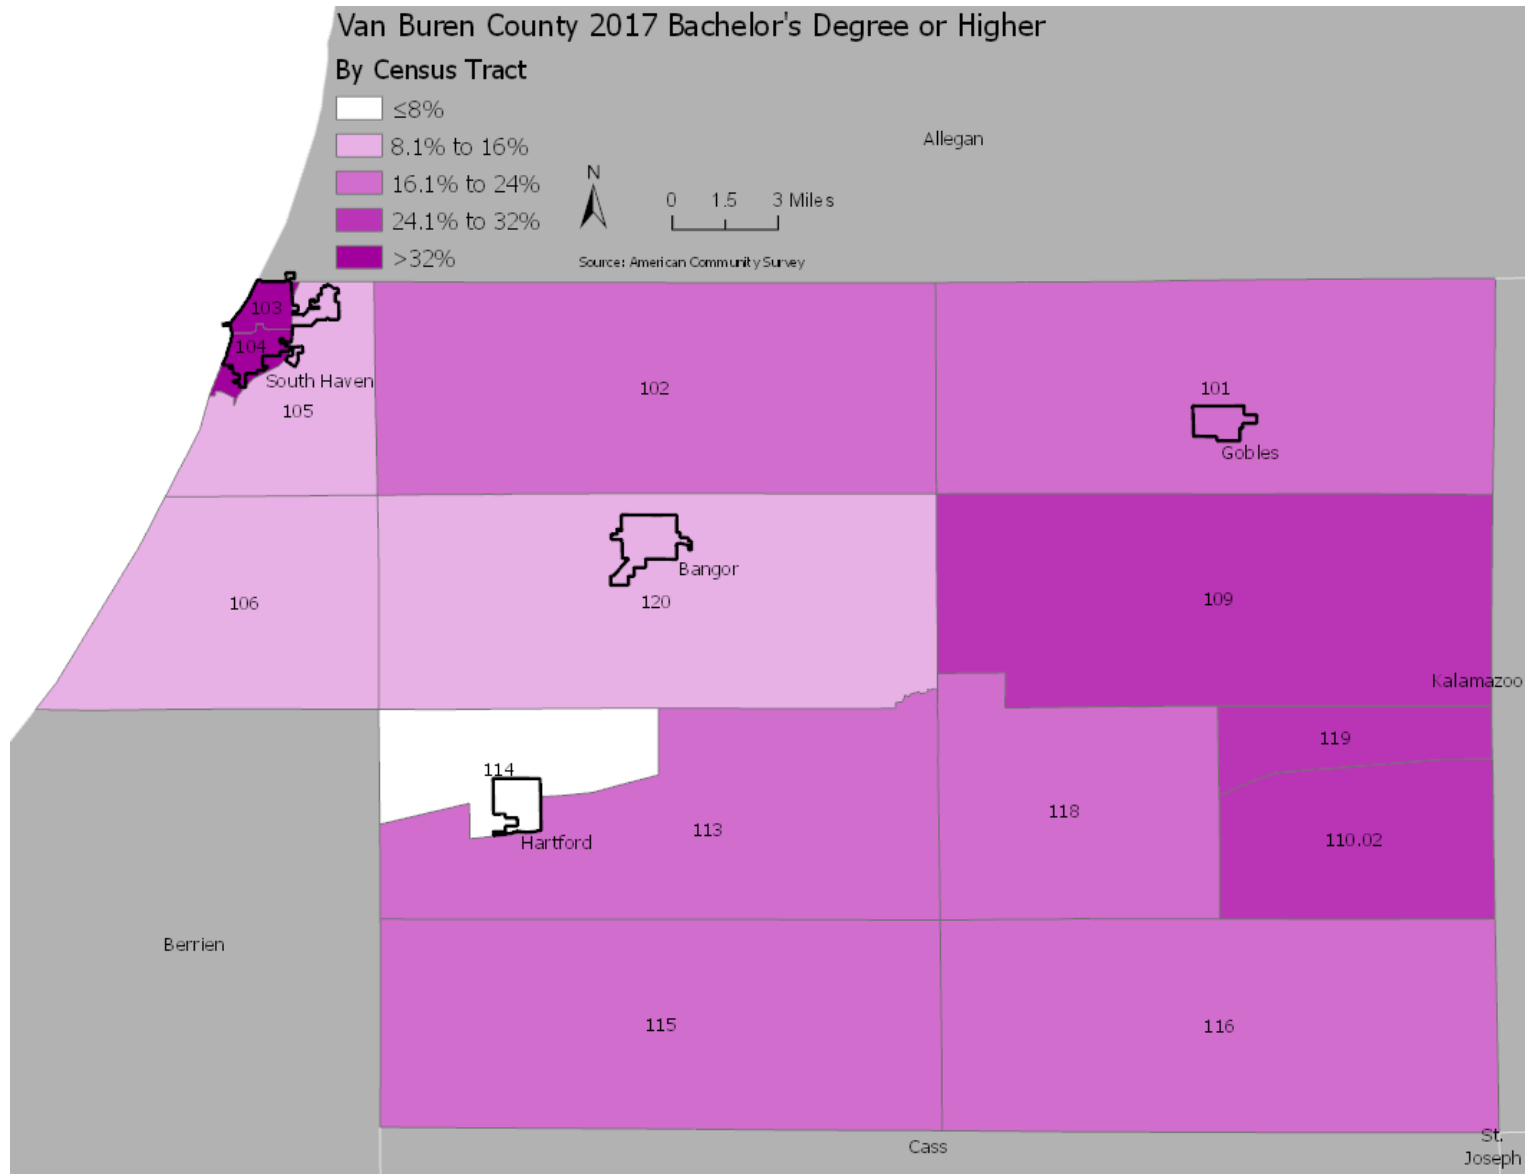 Van Buren County 2017 Bachelor's Degree or Higher
By Census Tract
≤8%
8.1% to 16%
16.1% to 24%
24.1% to 32%
>32%
N
0 1.5 3 Miles
Source: American Community Survey
Allegan
103
104
South Haven
105
102
101
Gobles
Bangor
106
120
109
Kalamazoo
119
114
118
113
110.02
Hartford
Berrien
115
116
Cass
St.
Joseph